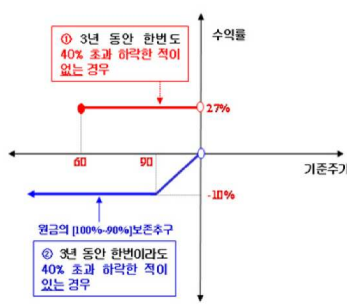 ① 3년 동안 한번도
40% 초과 하락한 적이
없는 경우
수익률
27%
60
90
기준주가
-10%
원금의 [100%~90%]보존추구
② 3년 동안 한번이라도
40% 초과 하락한 적이
있는 경우